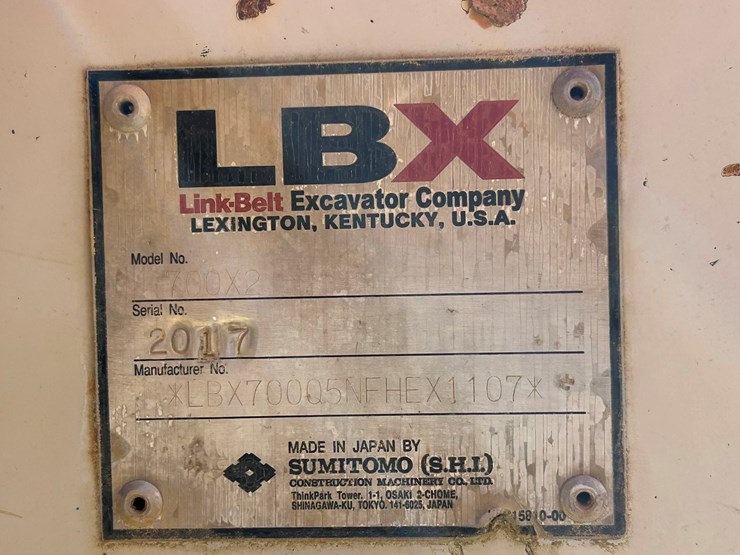 LBX
Link-Belt Excavator Company
LEXINGTON, KENTUCKY, U.S.A.
Model No.
700X2
Serial No.
2017
Manufacturer No.
*LBX700Q5NFHEX1107*
MADE IN JAPAN BY
SUMITOMO (S.H.I.)
CONSTRUCTION MACHINERY CO. LTD.
ThinkPark Tower. 1-1, OSAKI 2-CHOME,
SHINAGAWA-KU, TOKYO. 141-6025, JAPAN